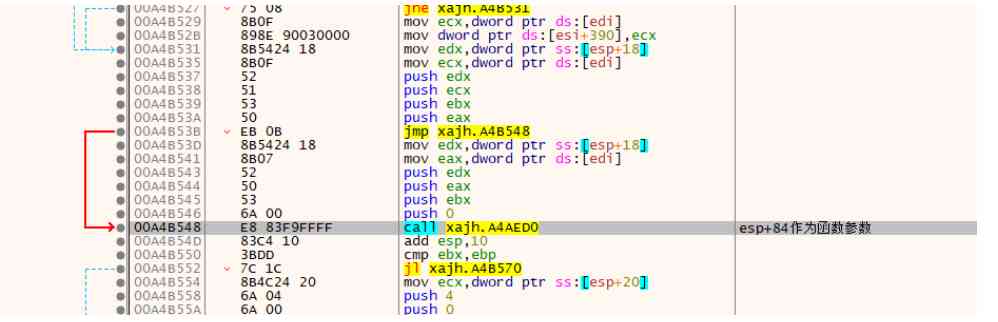 00A4B527 75 08 jne xajh.A4B531
00A4B529 8B0F mov ecx,dword ptr ds:[edi]
00A4B52B 898E 90030000 mov dword ptr ds:[esi+390],ecx
00A4B531 8B5424 18 mov edx,dword ptr ss:[esp+18]
00A4B535 8B0F mov ecx,dword ptr ds:[edi]
00A4B537 52 push edx
00A4B538 51 push ecx
00A4B539 53 push ebx
00A4B53A 50 push eax
00A4B53B EB 0B jmp xajh.A4B548
00A4B53D 8B5424 18 mov edx,dword ptr ss:[esp+18]
00A4B541 8B07 mov eax,dword ptr ds:[edi]
00A4B543 52 push edx
00A4B544 50 push eax
00A4B545 53 push ebx
00A4B546 6A 00 push 0
00A4B548 E8 83F9FFFF call xajh.A4AED0 esp+84作为函数参数
00A4B54D 83C4 10 add esp,10
00A4B550 3BDD cmp ebx,ebp
00A4B552 7C 1C jl xajh.A4B570
00A4B554 8B4C24 20 mov ecx,dword ptr ss:[esp+20]
00A4B558 6A 04 push 4
00A4B55A 6A 00 push 0